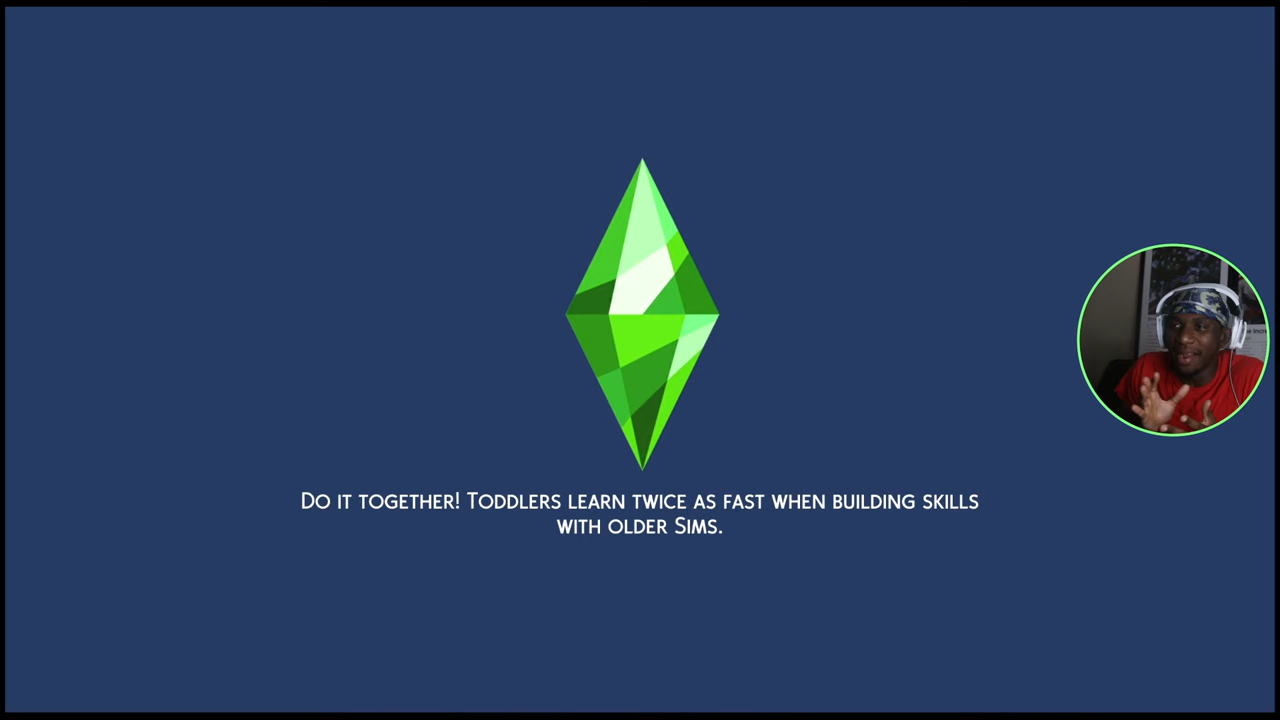 Do it together! Toddlers learn twice as fast when building skills
with older Sims.